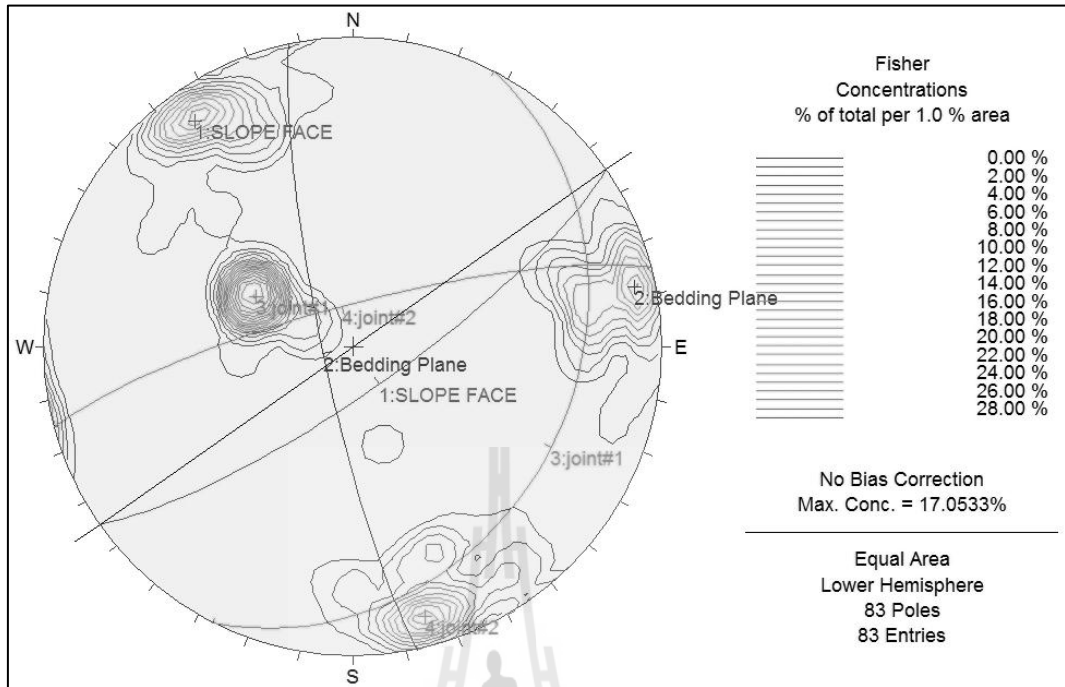 N
1:SLOPE FACE
2:Bedding Plane
3:joint#1
4:joint#2
W
E
2:Bedding Plane
1:SLOPE FACE
3:joint#1
4:joint#2
S
Fisher
Concentrations
% of total per 1.0 % area
0.00 %
2.00 %
4.00 %
6.00 %
8.00 %
10.00 %
12.00 %
14.00 %
16.00 %
18.00 %
20.00 %
22.00 %
24.00 %
26.00 %
28.00 %
No Bias Correction
Max. Conc. = 17.0533%
Equal Area
Lower Hemisphere
83 Poles
83 Entries